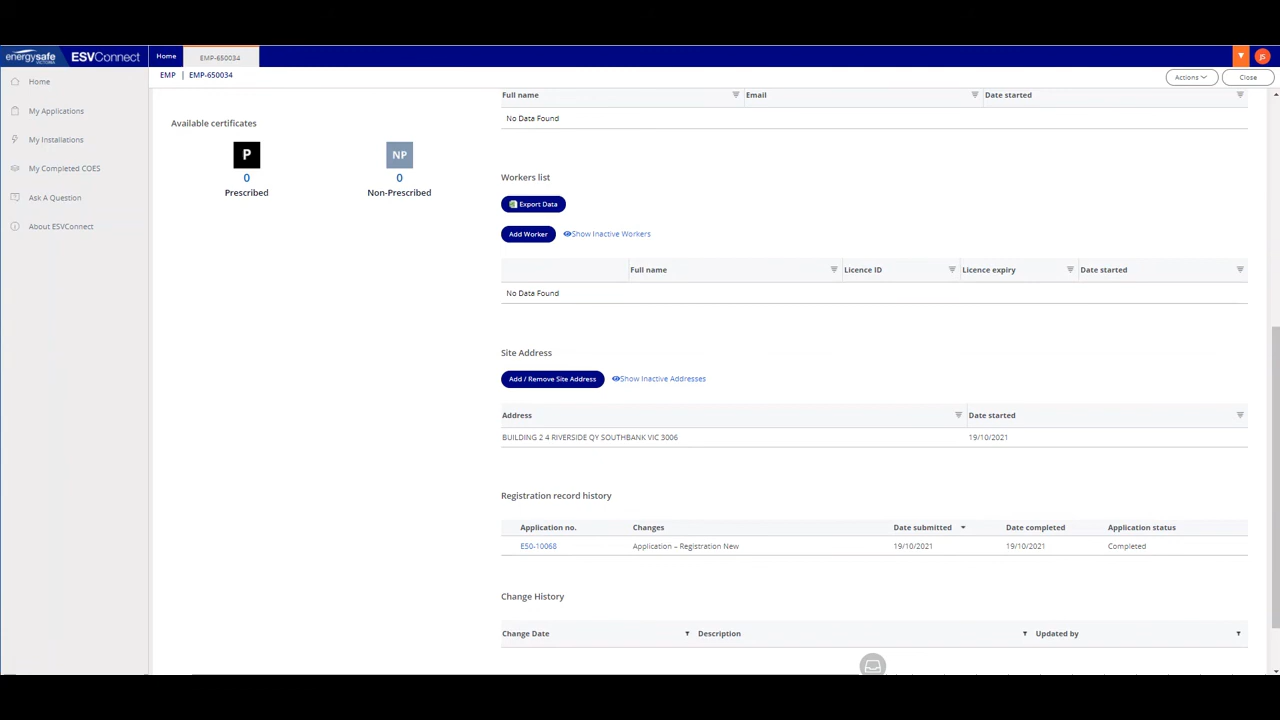 energysafe VICTORIA ESVConnect Home EMP-650034 JS
EMP | EMP-650034 Actions Close
Home
My Applications
My Installations
My Completed COES
Ask A Question
About ESVConnect
Available certificates
P NP
0 0
Prescribed Non-Prescribed
Full name Email Date started
No Data Found
Workers list
Export Data
Add Worker Show Inactive Workers
Full name Licence ID Licence expiry Date started
No Data Found
Site Address
Add / Remove Site Address Show Inactive Addresses
Address Date started
BUILDING 2 4 RIVERSIDE QY SOUTHBANK VIC 3006 19/10/2021
Registration record history
Application no. Changes Date submitted Date completed Application status
E50-10068 Application – Registration New 19/10/2021 19/10/2021 Completed
Change History
Change Date Description Updated by